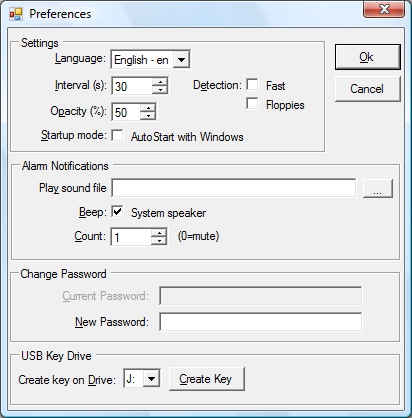 Preferences
Settings
Language: English - en
Ok
Interval (s): 30 Detection: Fast
Cancel
Floppies
Opacity (%): 50
Startup mode: AutoStart with Windows
Alarm Notifications
Play sound file ...
Beep: System speaker
Count: 1 (0=mute)
Change Password
Current Password:
New Password:
USB Key Drive
Create key on Drive: J: Create Key